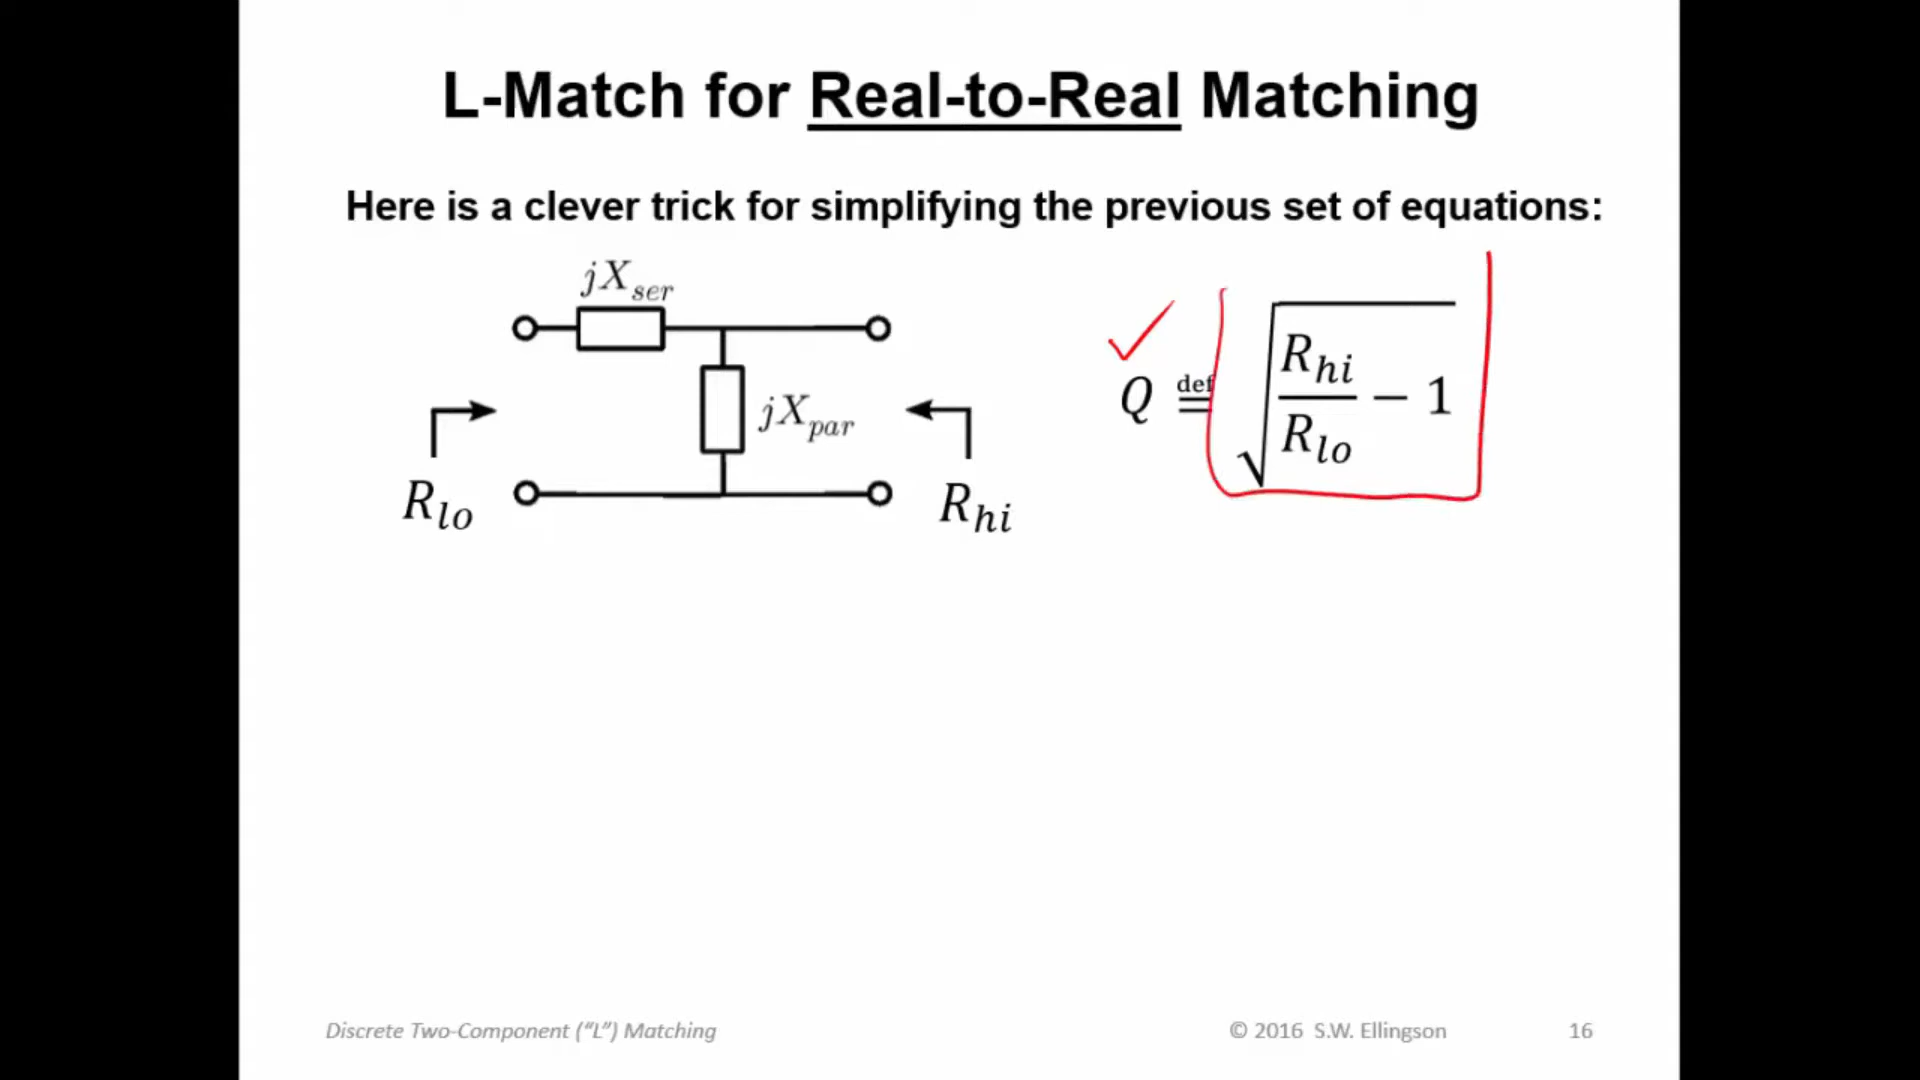 L-Match for Real-to-Real Matching
Here is a clever trick for simplifying the previous set of equations:
jX_ser
jX_par
R_lo
R_hi
Q ≝ √(R_hi/R_lo − 1)
Discrete Two-Component (“L”) Matching
© 2016 S.W. Ellingson
16